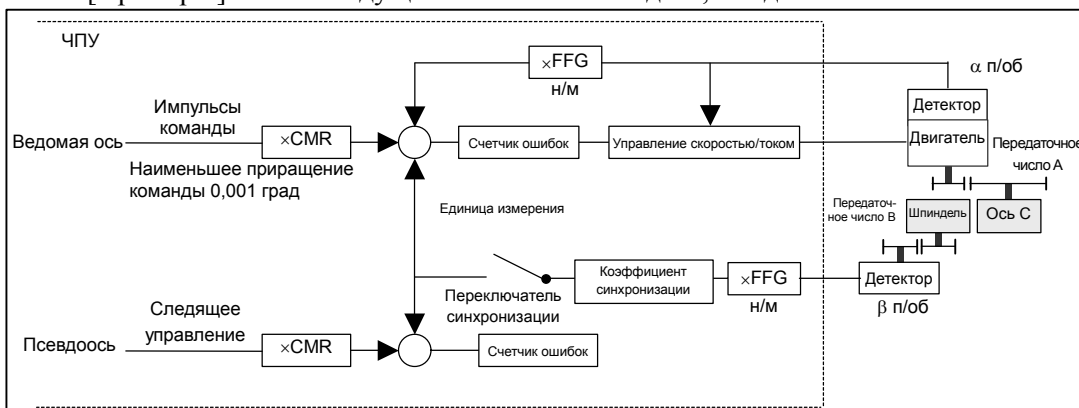 ЧПУ
×FFG
н/м
α п/об
Детектор
Двигатель
Ведомая ось
Импульсы
команды
×CMR
Счетчик ошибок
Управление скоростью/током
Наименьшее приращение
команды 0,001 град
Передаточное
число A
Единица измерения
Передаточ-
ное число B
Шпиндель
Ось C
Переключатель
синхронизации
Коэффициент
синхронизации
×FFG
н/м
Детектор
β п/об
Псевдоось
Следящее
управление
×CMR
Счетчик ошибок